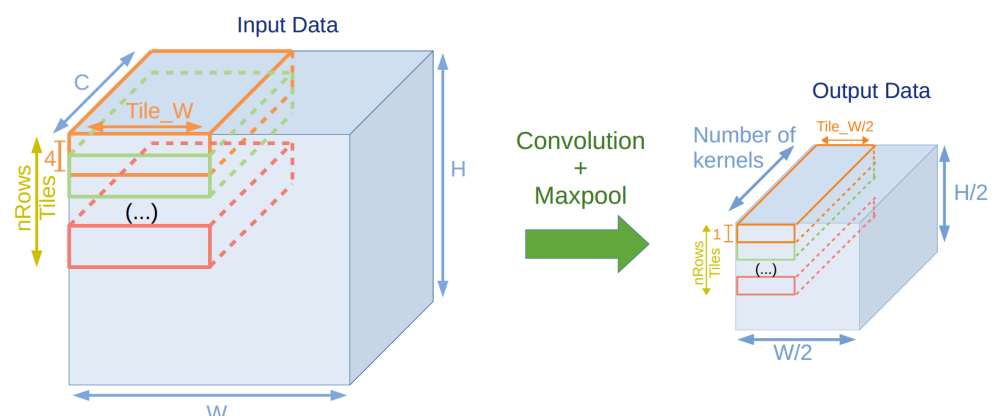 Input Data
C
Tile_W
4
nRows
Tiles
(...)
H
W
Convolution
+
Maxpool
Output Data
Number of
kernels
Tile_W/2
1
nRows
Tiles
(...)
H/2
W/2